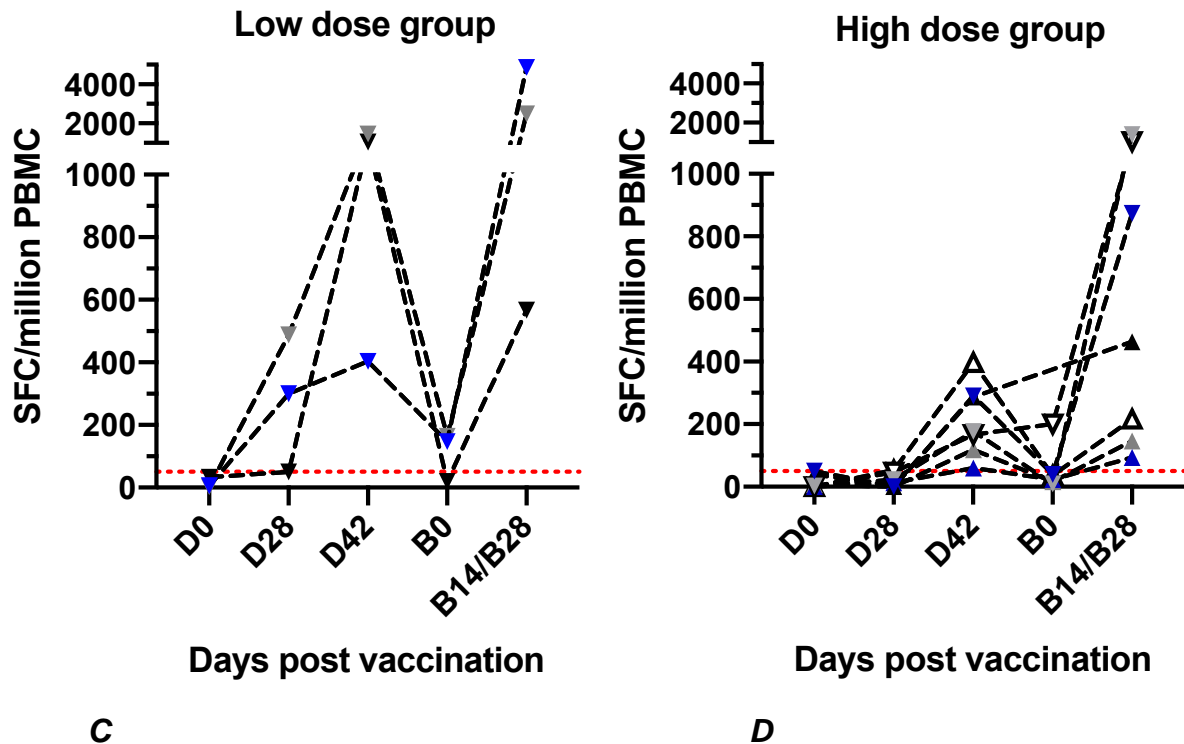 Low dose group
SFC/million PBMC
4000
2000
1000
800
600
400
200
0
D0
D28
D42
B0
B14/B28
Days post vaccination
C
High dose group
SFC/million PBMC
4000
2000
1000
800
600
400
200
0
D0
D28
D42
B0
B14/B28
Days post vaccination
D